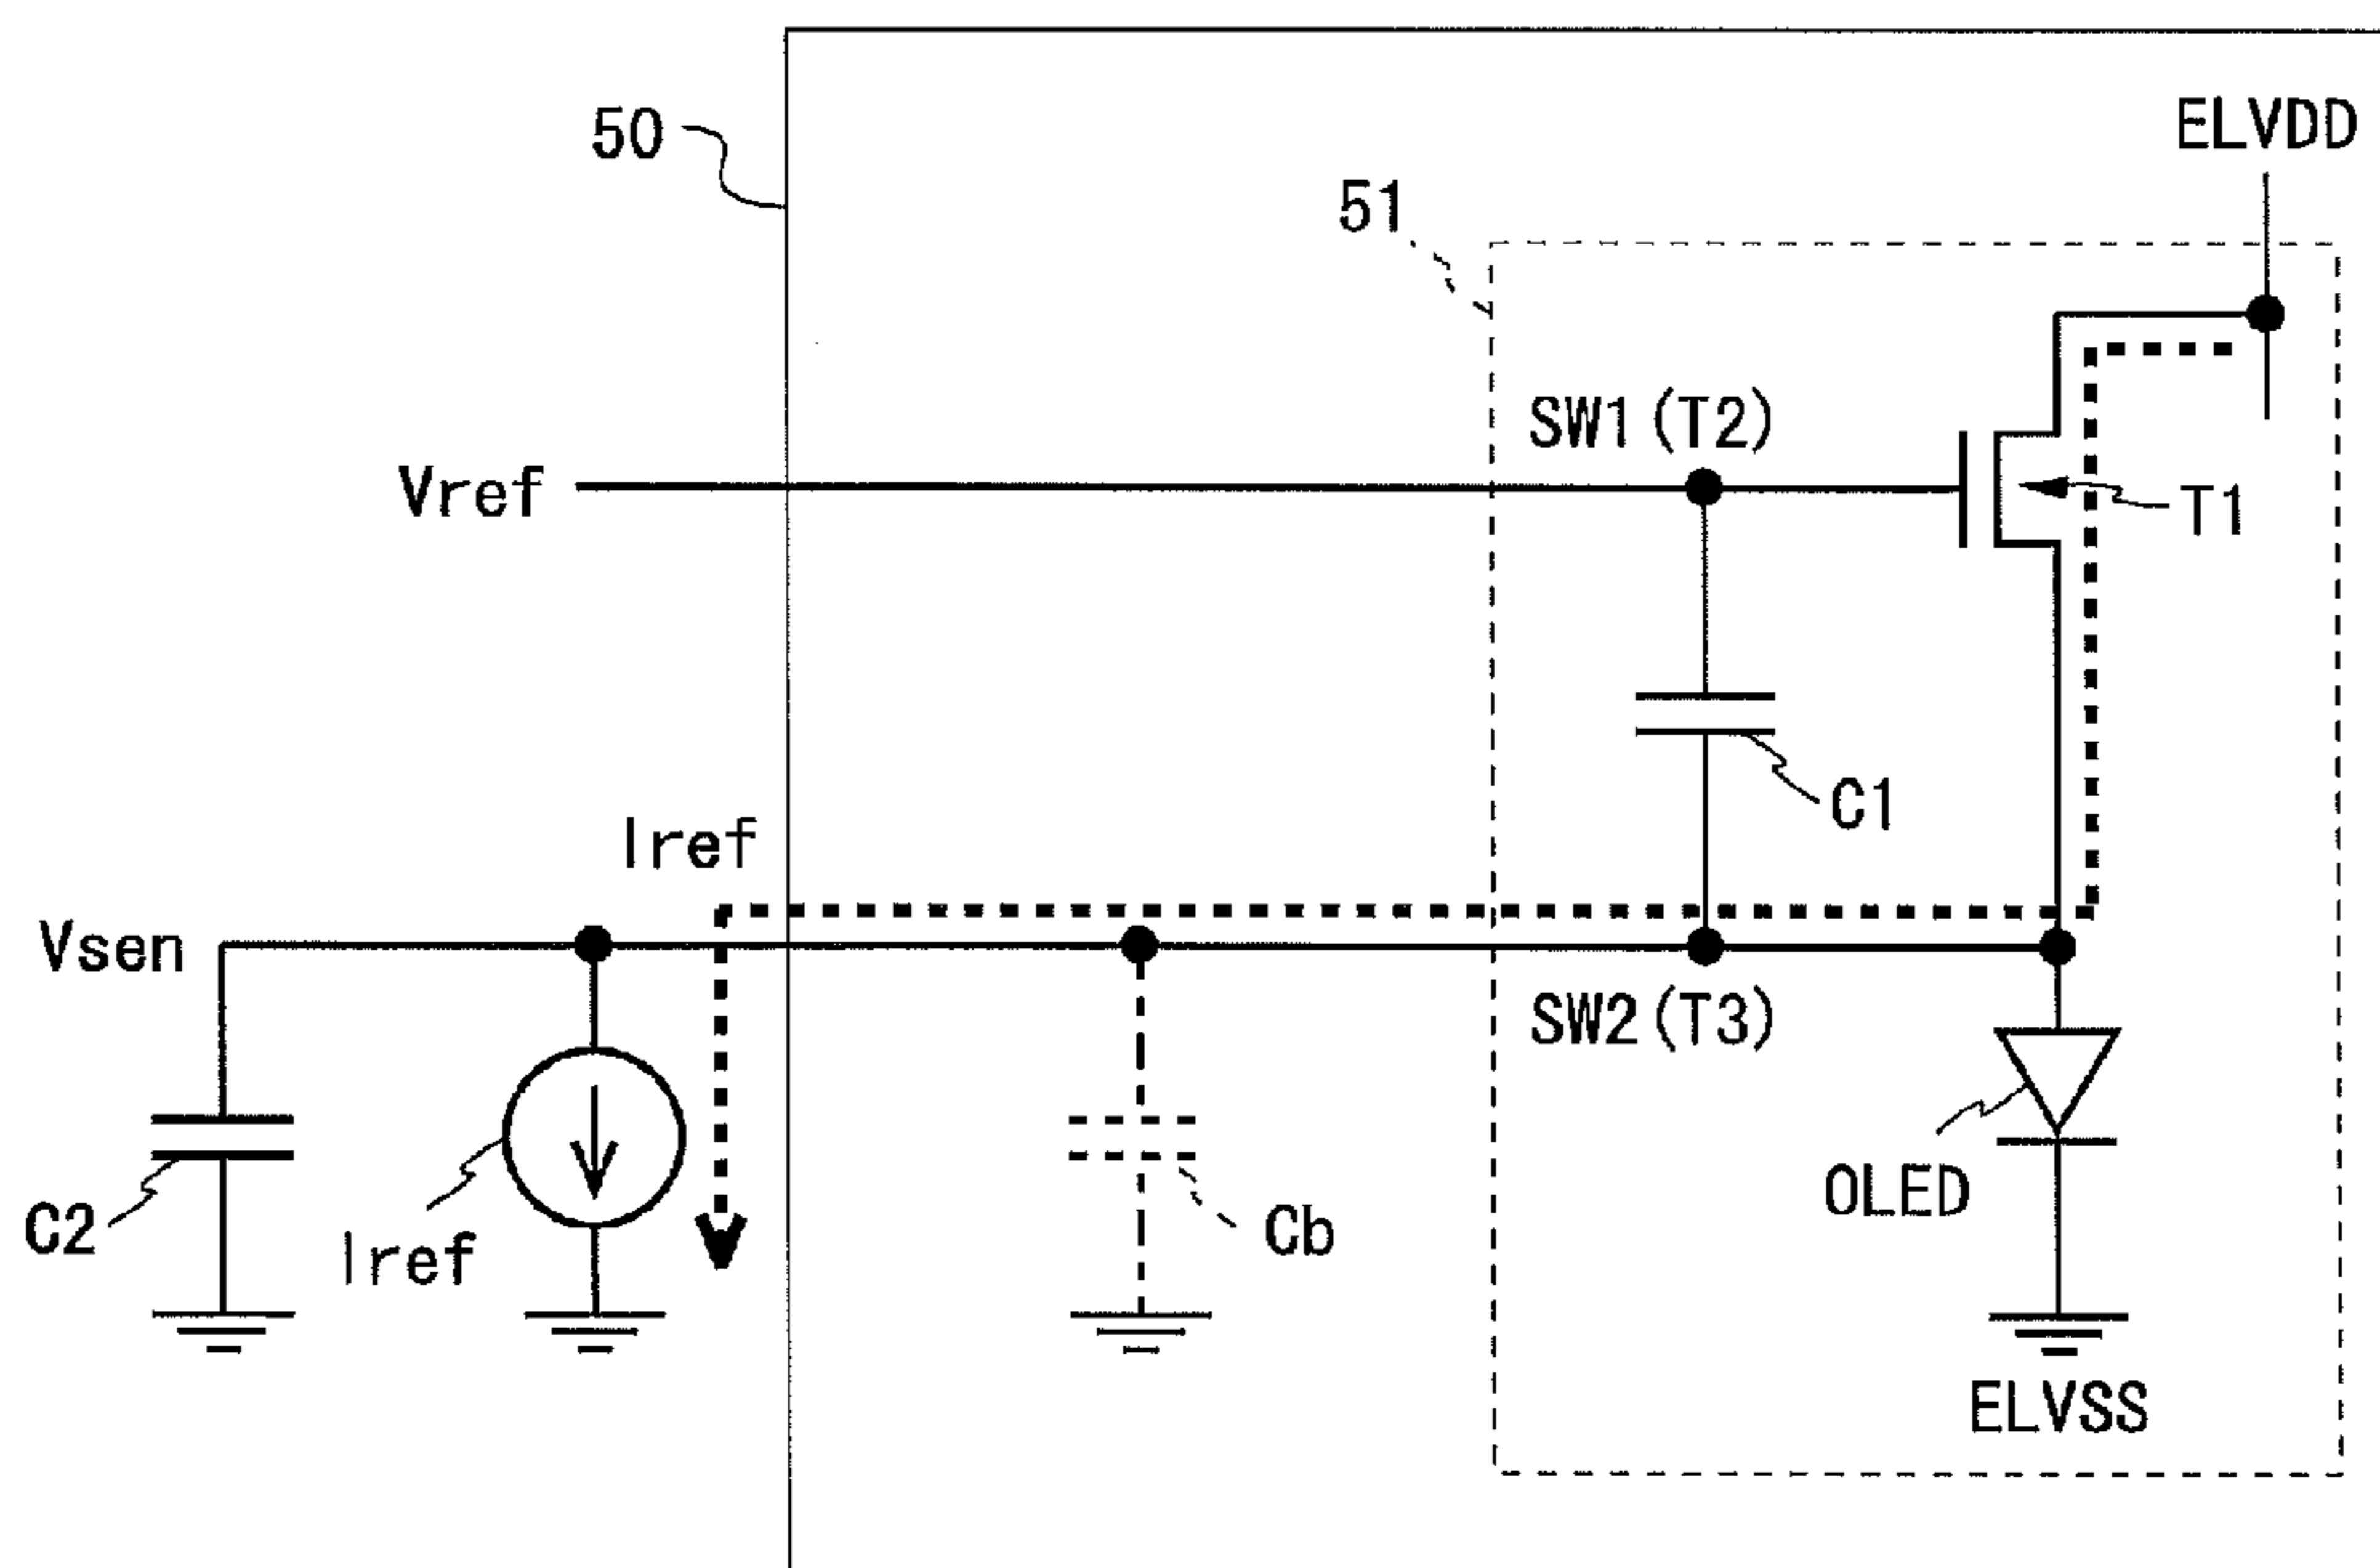 50
ELVDD
51
SW1(T2)
Vref
T1
C1
Iref
Vsen
SW2(T3)
C2
Iref
Cb
OLED
ELVSS